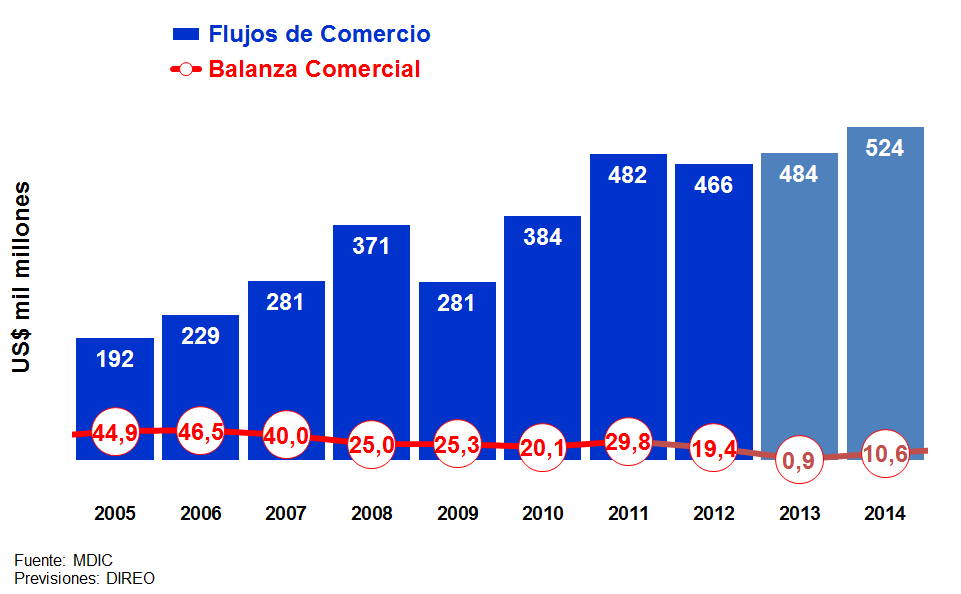 Flujos de Comercio
Balanza Comercial
US$ mil millones
192 229 281 371 281 384 482 466 484 524
44,9 46,5 40,0 25,0 25,3 20,1 29,8 19,4 0,9 10,6
2005 2006 2007 2008 2009 2010 2011 2012 2013 2014
Fuente: MDIC
Previsiones: DIREO